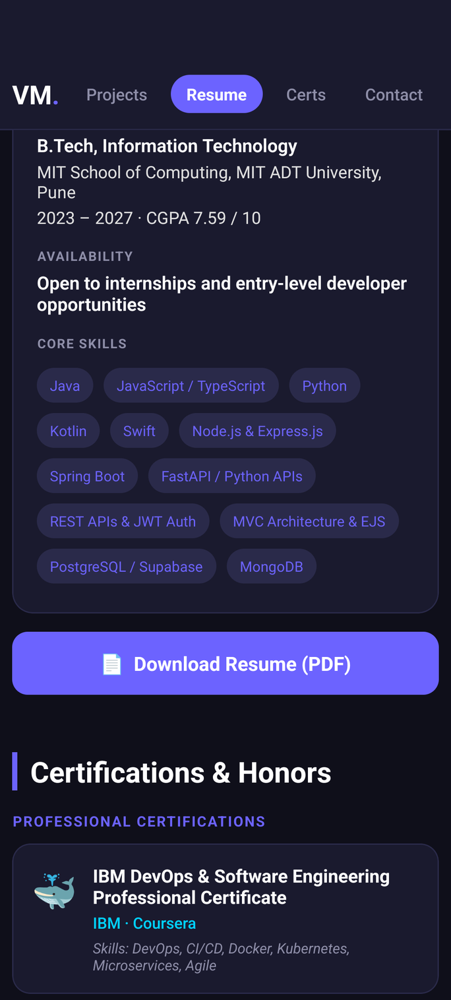 VM. Projects Resume Certs Contact
B.Tech, Information Technology
MIT School of Computing, MIT ADT University,
Pune
2023 – 2027 · CGPA 7.59 / 10
AVAILABILITY
Open to internships and entry-level developer
opportunities
CORE SKILLS
Java JavaScript / TypeScript Python
Kotlin Swift Node.js & Express.js
Spring Boot FastAPI / Python APIs
REST APIs & JWT Auth MVC Architecture & EJS
PostgreSQL / Supabase MongoDB
Download Resume (PDF)
Certifications & Honors
PROFESSIONAL CERTIFICATIONS
IBM DevOps & Software Engineering
Professional Certificate
IBM · Coursera
Skills: DevOps, CI/CD, Docker, Kubernetes,
Microservices, Agile